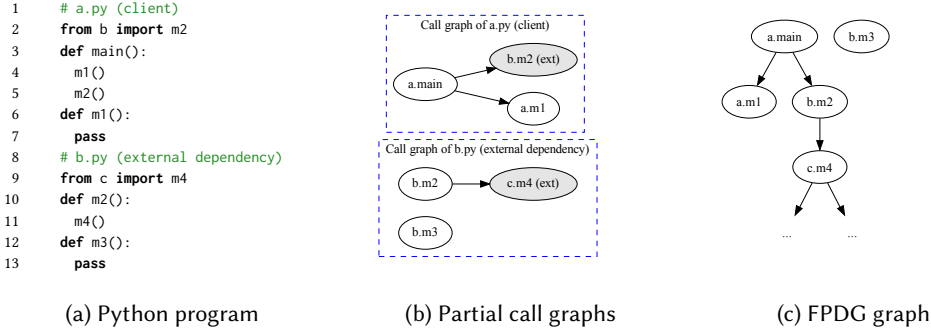 1 # a.py (client)
2 from b import m2
3 def main():
4 m1()
5 m2()
6 def m1():
7 pass
8 # b.py (external dependency)
9 from c import m4
10 def m2():
11 m4()
12 def m3():
13 pass
(a) Python program
Call graph of a.py (client)
b.m2 (ext)
a.main
a.m1
Call graph of b.py (external dependency)
b.m2
c.m4 (ext)
b.m3
(b) Partial call graphs
a.main
b.m3
a.m1
b.m2
c.m4
... ...
(c) FPDG graph